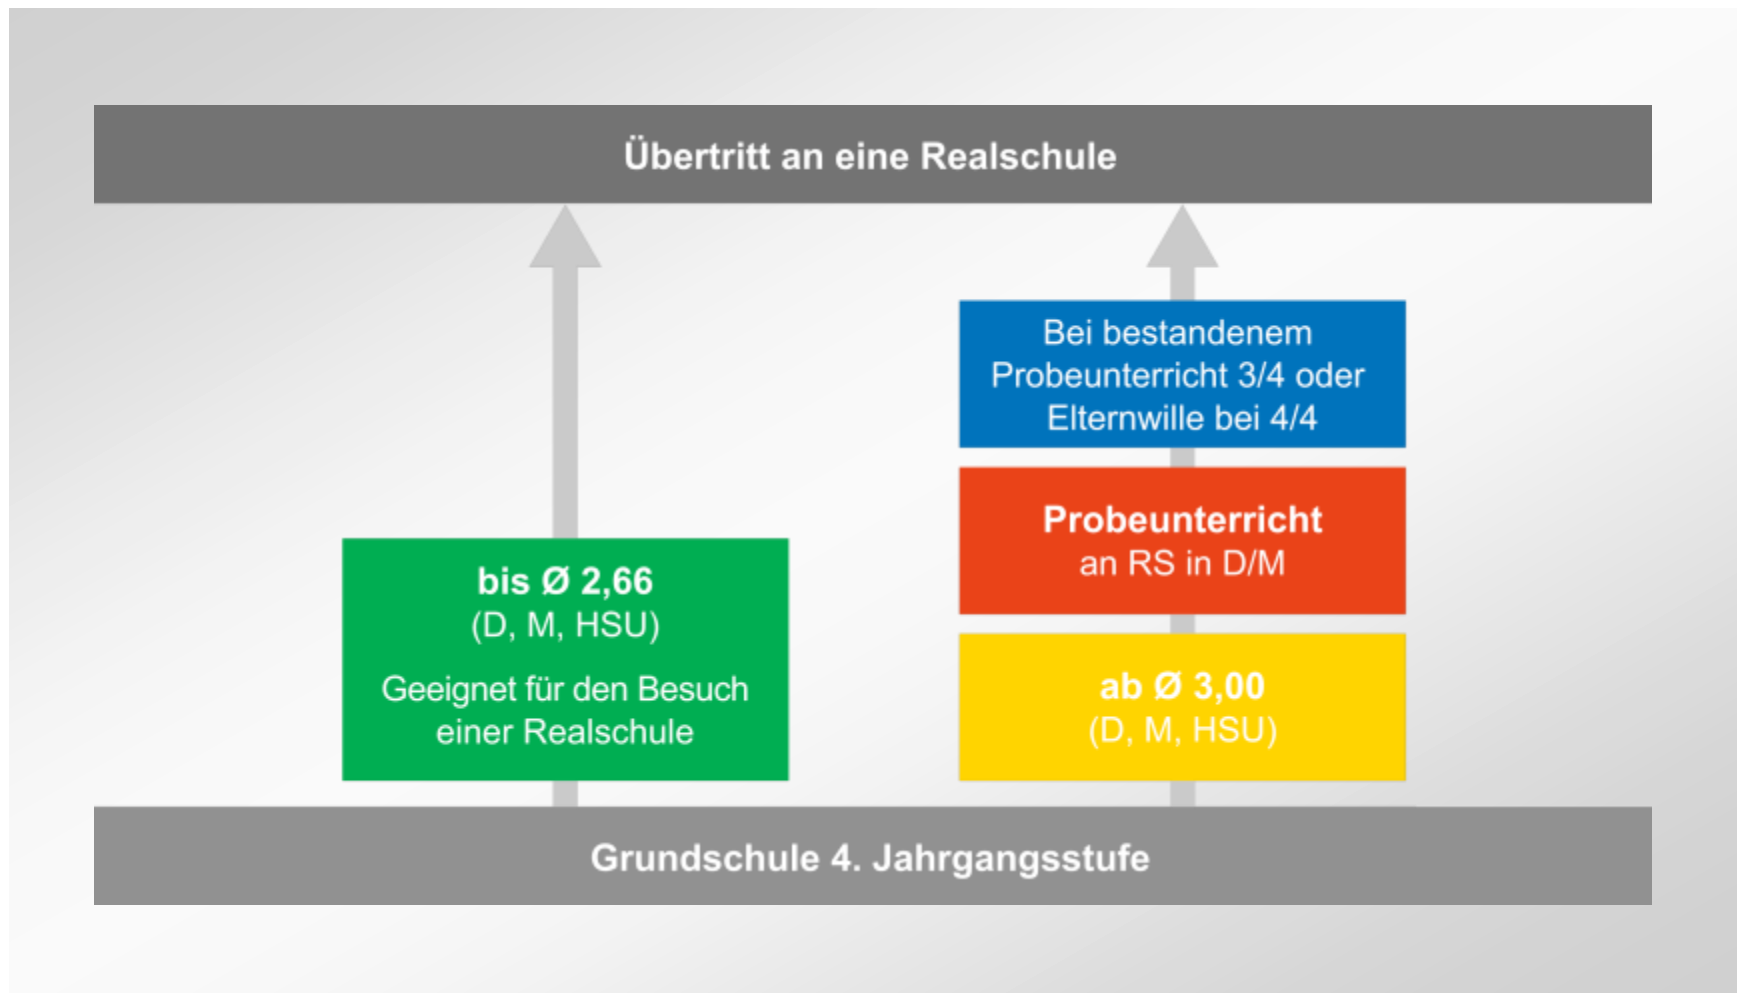 Übertritt an eine Realschule
Bei bestandenem
Probeunterricht 3/4 oder
Elternwille bei 4/4
Probeunterricht
an RS in D/M
bis Ø 2,66
(D, M, HSU)
Geeignet für den Besuch
einer Realschule
ab Ø 3,00
(D, M, HSU)
Grundschule 4. Jahrgangsstufe